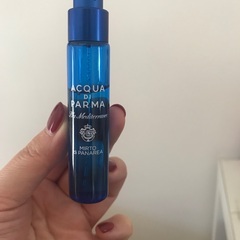 ACQUA
DI
PARMA
Blu Mediterraneo
MIRTO
DI PANAREA